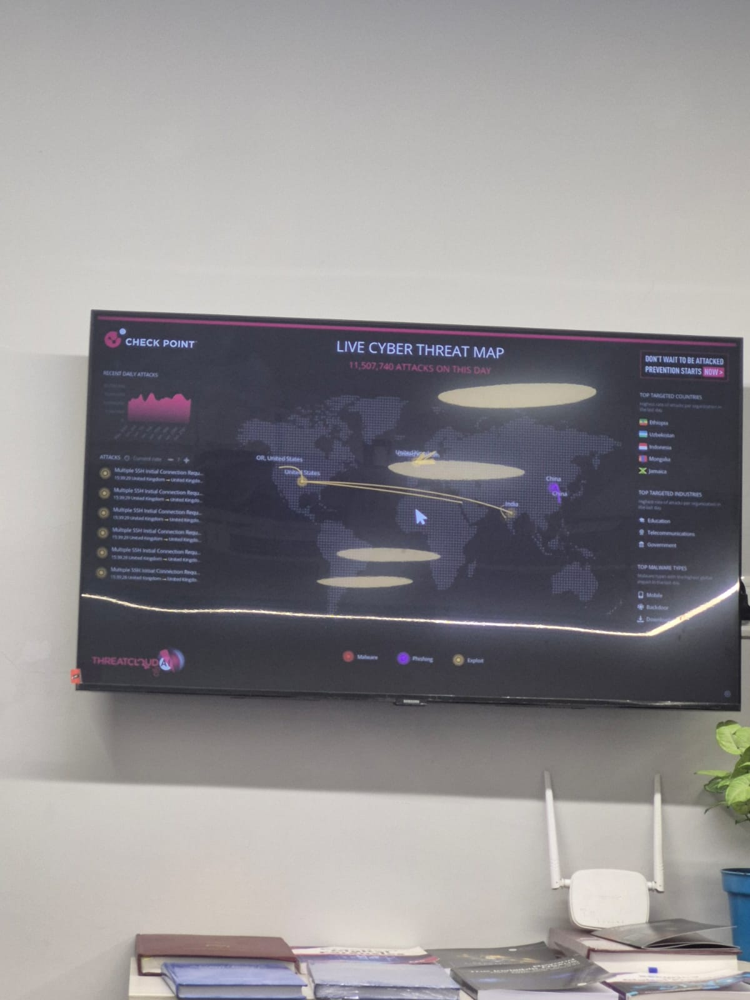 CHECK POINT
LIVE CYBER THREAT MAP
11,507,740 ATTACKS ON THIS DAY
DON'T WAIT TO BE ATTACKED
PREVENTION STARTS NOW >
RECENT DAILY ATTACKS
ATTACKS Current rate − 7 +
Multiple SSH Initial Connection Requ...
15:39:29 United Kingdom → United Kingdo...
Multiple SSH Initial Connection Requ...
15:39:29 United Kingdom → United Kingdo...
Multiple SSH Initial Connection Requ...
15:39:29 United Kingdom → United Kingdo...
Multiple SSH Initial Connection Requ...
15:39:29 United Kingdom → United Kingdo...
Multiple SSH Initial Connection Requ...
15:39:28 United Kingdom → United Kingdo...
Multiple SSH Initial Connection Requ...
15:39:28 United Kingdom → United Kingdo...
OR, United States
United States
United Kingdom
China
China
India
TOP TARGETED COUNTRIES
Highest rate of attacks per organization in
the last day.
Ethiopia
Uzbekistan
Indonesia
Mongolia
Jamaica
TOP TARGETED INDUSTRIES
Highest rate of attacks per organization in
the last day.
Education
Telecommunications
Government
TOP MALWARE TYPES
Malware types with the highest global
impact in the last day.
Mobile
Backdoor
THREATCLOUD AI
Malware
Phishing
Exploit